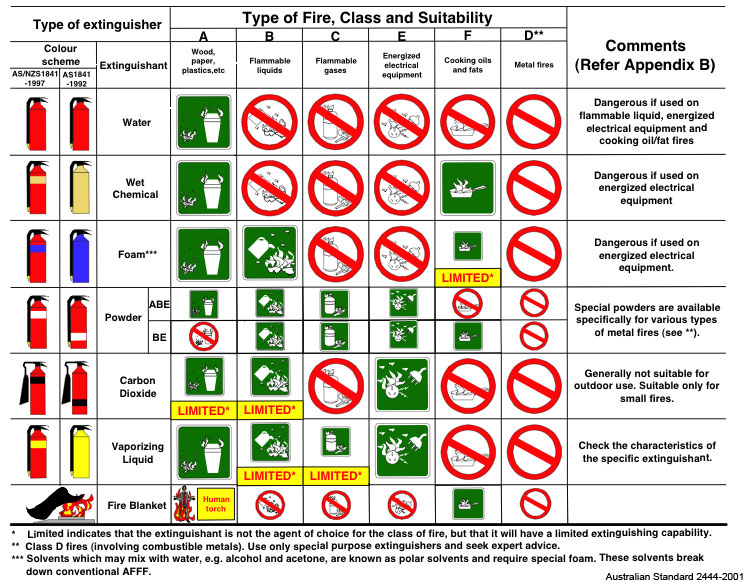 Type of extinguisher
Type of Fire, Class and Suitability
Colour
scheme
AS/NZS1841
-1997
AS1841
-1992
Extinguishant
A
Wood,
paper,
plastics,etc
B
Flammable
liquids
C
Flammable
gases
E
Energized
electrical
equipment
F
Cooking oils
and fats
D**
Metal fires
Comments
(Refer Appendix B)
Water
Dangerous if used on
flammable liquid, energized
electrical equipment and
cooking oil/fat fires
Wet
Chemical
Dangerous if used on
energized electrical
equipment
Foam***
LIMITED*
Dangerous if used on
energized electrical
equipment.
Powder
ABE
BE
Special powders are available
specifically for various types
of metal fires (see **).
Carbon
Dioxide
LIMITED*
LIMITED*
Generally not suitable for
outdoor use. Suitable only for
small fires.
Vaporizing
Liquid
LIMITED*
LIMITED*
Check the characteristics of
the specific extinguishant.
Fire Blanket
Human
torch
* Limited indicates that the extinguishant is not the agent of choice for the class of fire, but that it will have a limited extinguishing capability.
** Class D fires (involving combustible metals). Use only special purpose extinguishers and seek expert advice.
*** Solvents which may mix with water, e.g. alcohol and acetone, are known as polar solvents and require special foam. These solvents break
down conventional AFFF.
Australian Standard 2444-2001